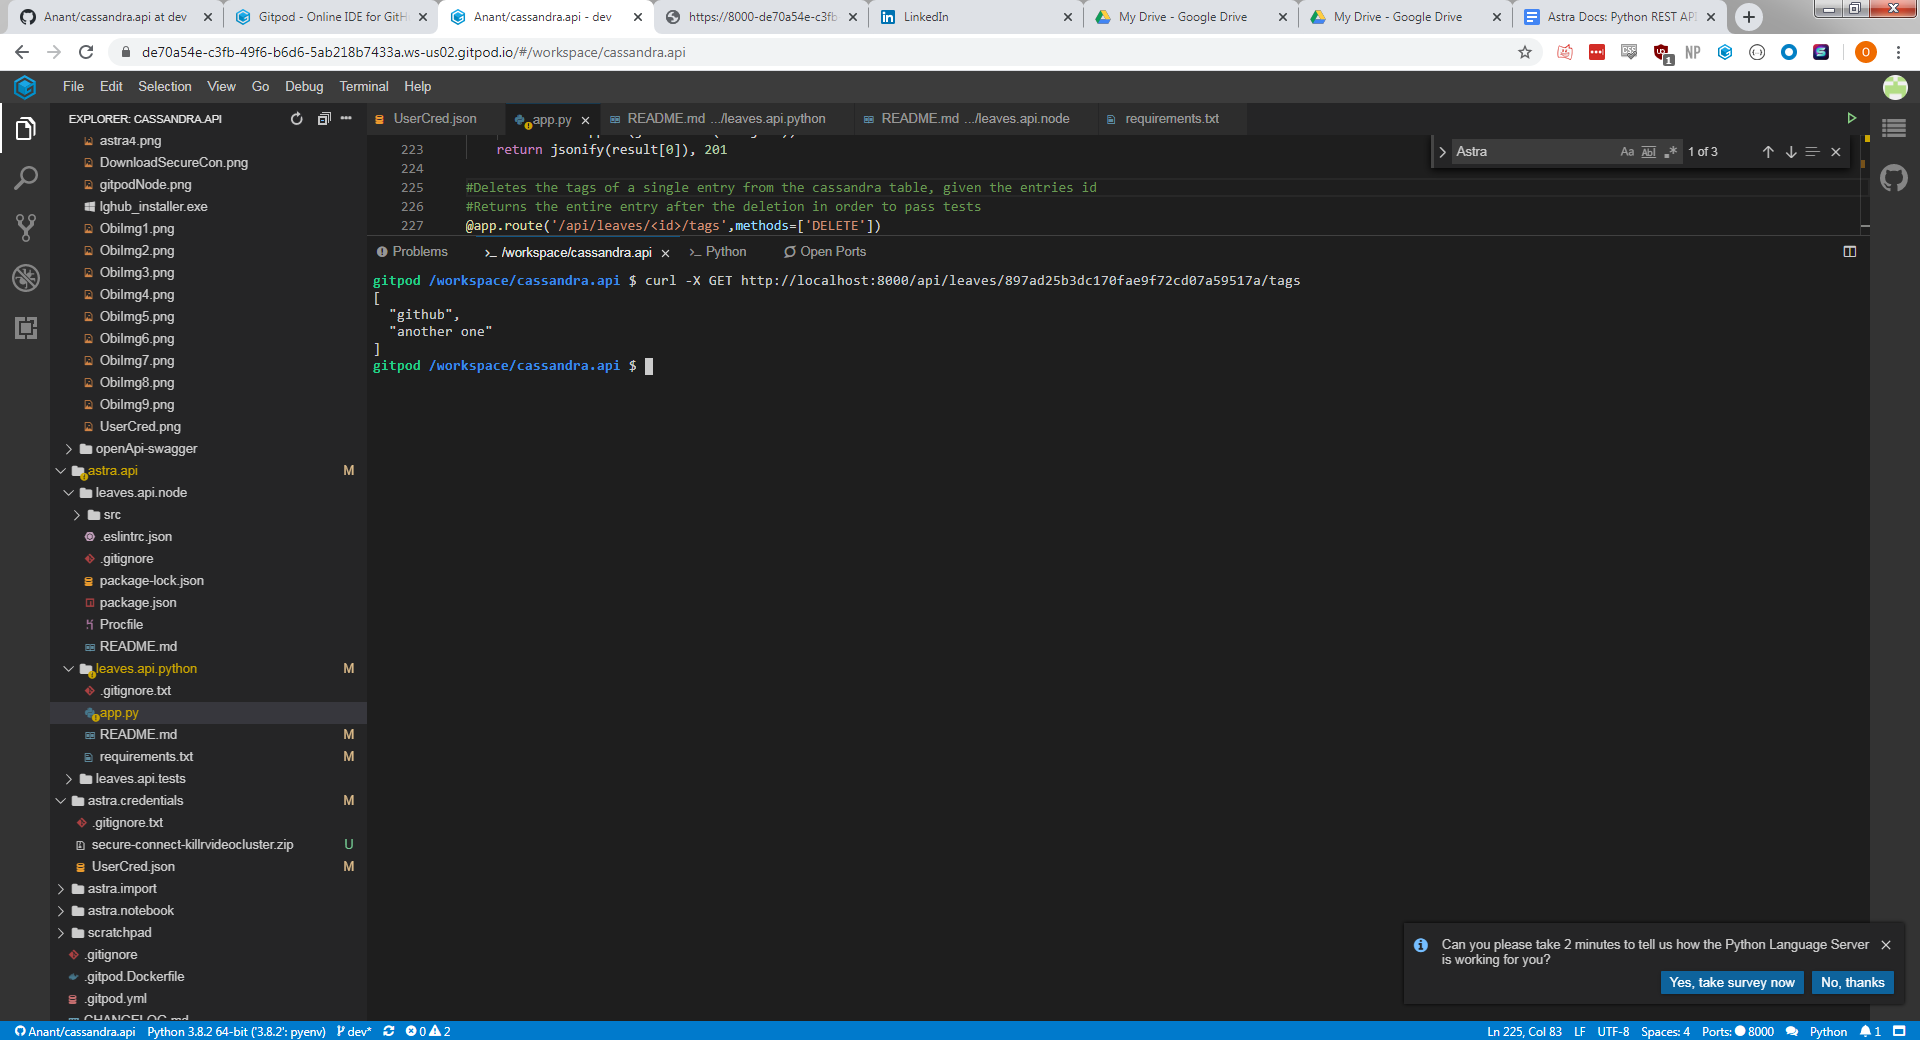 Anant/cassandra.api at dev
Gitpod - Online IDE for GitH
Anant/cassandra.api - dev
https://8000-de70a54e-c3fb
LinkedIn
My Drive - Google Drive
My Drive - Google Drive
Astra Docs: Python REST API
de70a54e-c3fb-49f6-b6d6-5ab218b7433a.ws-us02.gitpod.io/#/workspace/cassandra.api
1
NP
O
File Edit Selection View Go Debug Terminal Help
EXPLORER: CASSANDRA.API
astra4.png
DownloadSecureCon.png
gitpodNode.png
lghub_installer.exe
ObiImg1.png
ObiImg2.png
ObiImg3.png
ObiImg4.png
ObiImg5.png
ObiImg6.png
ObiImg7.png
ObiImg8.png
ObiImg9.png
UserCred.png
openApi-swagger
astra.api M
leaves.api.node
src
.eslintrc.json
.gitignore
package-lock.json
package.json
Procfile
README.md
leaves.api.python M
.gitignore.txt
app.py
README.md M
requirements.txt M
leaves.api.tests
astra.credentials M
.gitignore.txt
secure-connect-killrvideocluster.zip U
UserCred.json M
astra.import
astra.notebook
scratchpad
.gitignore
.gitpod.Dockerfile
.gitpod.yml
CHANGELOG.md
UserCred.json
app.py
README.md .../leaves.api.python
README.md .../leaves.api.node
requirements.txt
Astra Aa Abl .* 1 of 3
223 return jsonify(result[0]), 201
224
225 #Deletes the tags of a single entry from the cassandra table, given the entries id
226 #Returns the entire entry after the deletion in order to pass tests
227 @app.route('/api/leaves/<id>/tags',methods=['DELETE'])
Problems
>_ /workspace/cassandra.api
>_ Python
Open Ports
gitpod /workspace/cassandra.api $ curl -X GET http://localhost:8000/api/leaves/897ad25b3dc170fae9f72cd07a59517a/tags
[
"github",
"another one"
]
gitpod /workspace/cassandra.api $
Can you please take 2 minutes to tell us how the Python Language Server
is working for you?
Yes, take survey now
No, thanks
Anant/cassandra.api Python 3.8.2 64-bit ('3.8.2': pyenv) dev* 0 2
Ln 225, Col 83 LF UTF-8 Spaces: 4 Ports: 8000 Python 1